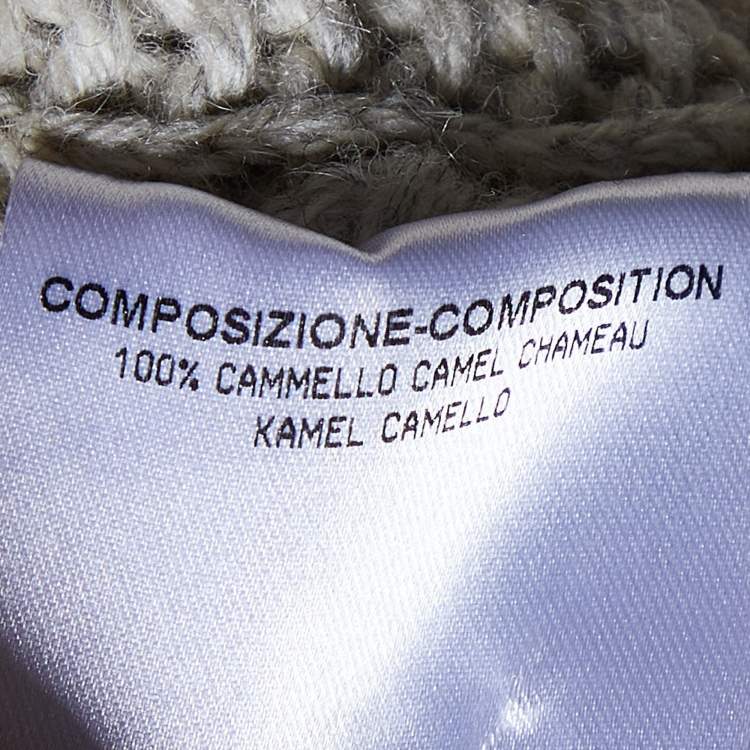 COMPOSIZIONE-COMPOSITION
100% CAMMELLO CAMEL CHAMEAU
KAMEL CAMELLO